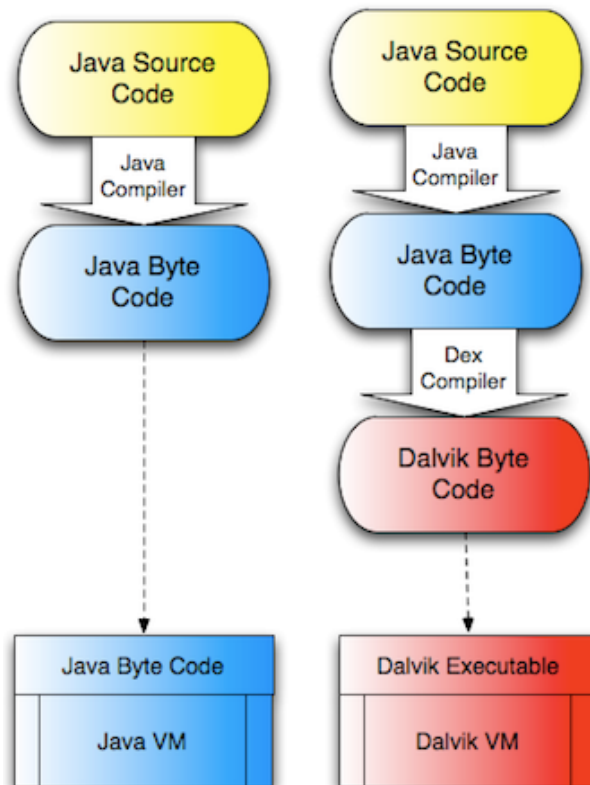 Java Source
Code
Java
Compiler
Java Byte
Code
Java Byte Code
Java VM
Java Source
Code
Java
Compiler
Java Byte
Code
Dex
Compiler
Dalvik Byte
Code
Dalvik Executable
Dalvik VM